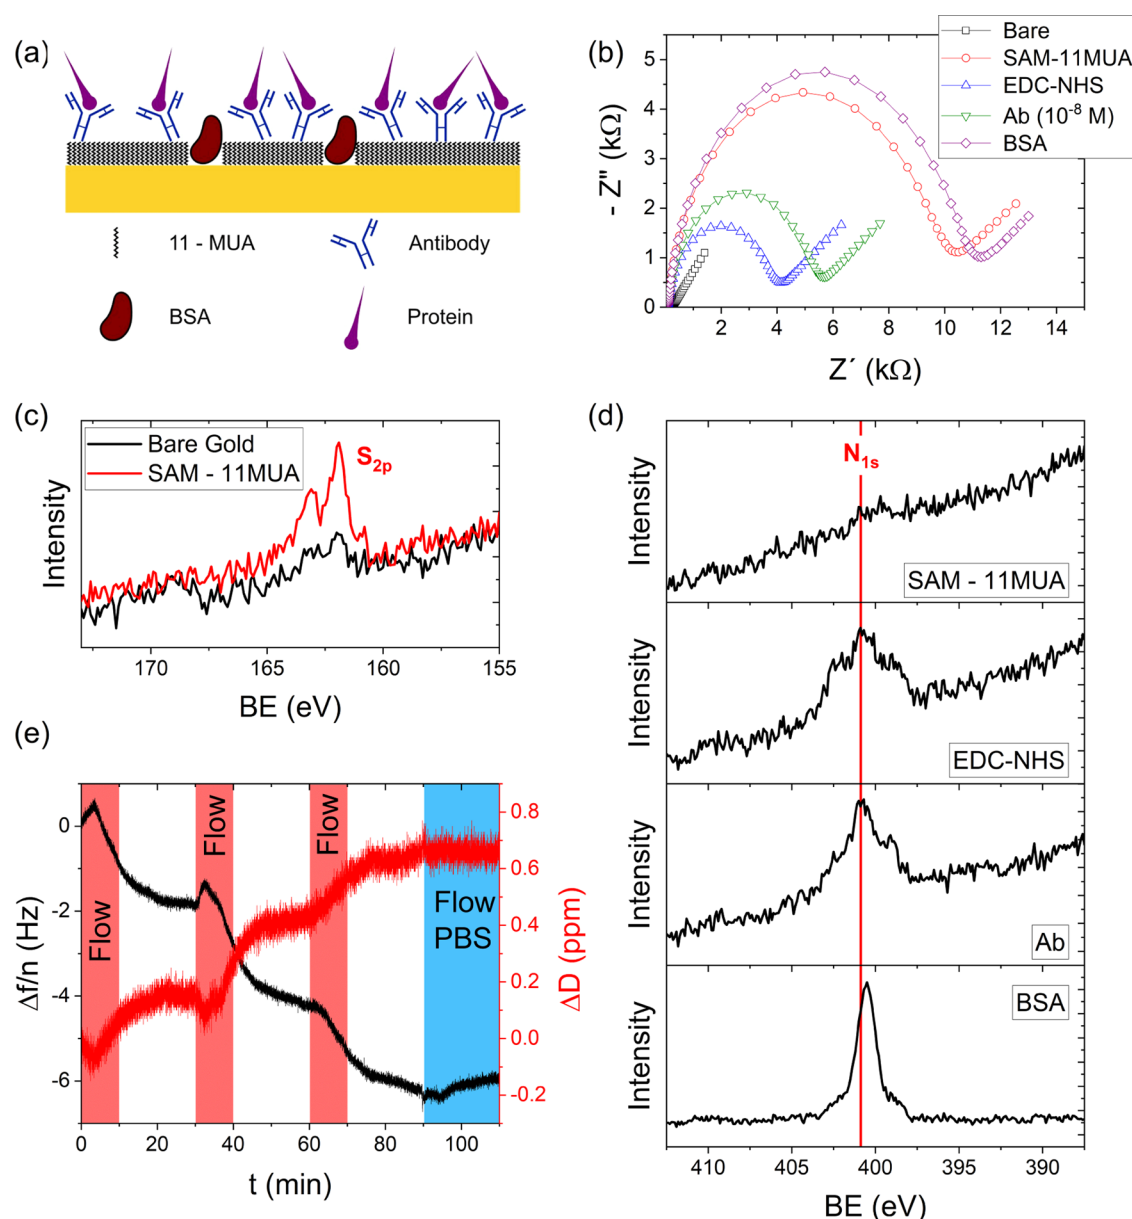 (a)
11 - MUA
Antibody
BSA
Protein
(b)
Bare
SAM-11MUA
EDC-NHS
Ab (10⁻⁸ M)
BSA
- Z" (kΩ)
5
4
3
2
1
0
2 4 6 8 10 12 14
Z´ (kΩ)
(c)
Bare Gold
SAM - 11MUA
S₂ₚ
Intensity
170 165 160 155
BE (eV)
(d)
N₁ₛ
Intensity
SAM - 11MUA
Intensity
EDC-NHS
Intensity
Ab
Intensity
BSA
410 405 400 395 390
BE (eV)
(e)
Δf/n (Hz)
0
-2
-4
-6
Flow
Flow
Flow
Flow
PBS
0.8
0.6
0.4
0.2
0.0
-0.2
ΔD (ppm)
0 20 40 60 80 100
t (min)